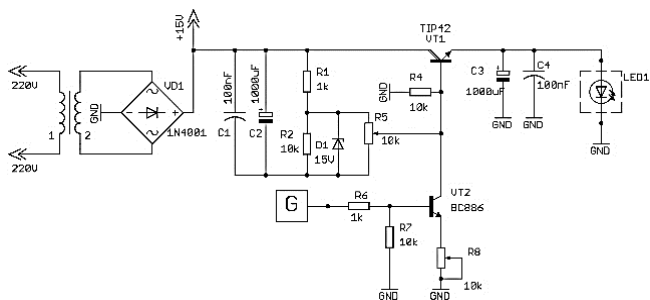 +15V
TIP42
VT1
220V
220V
1
2
GND
VD1
1N4001
100nF
C1
1000uF
C2
R1
1k
R2
10k
D1
15V
R5
10k
GND
R4
10k
C3
1000uF
GND
C4
100nF
GND
LED1
GND
G
R6
1k
R7
10k
GND
VT2
BC886
R8
10k
GND